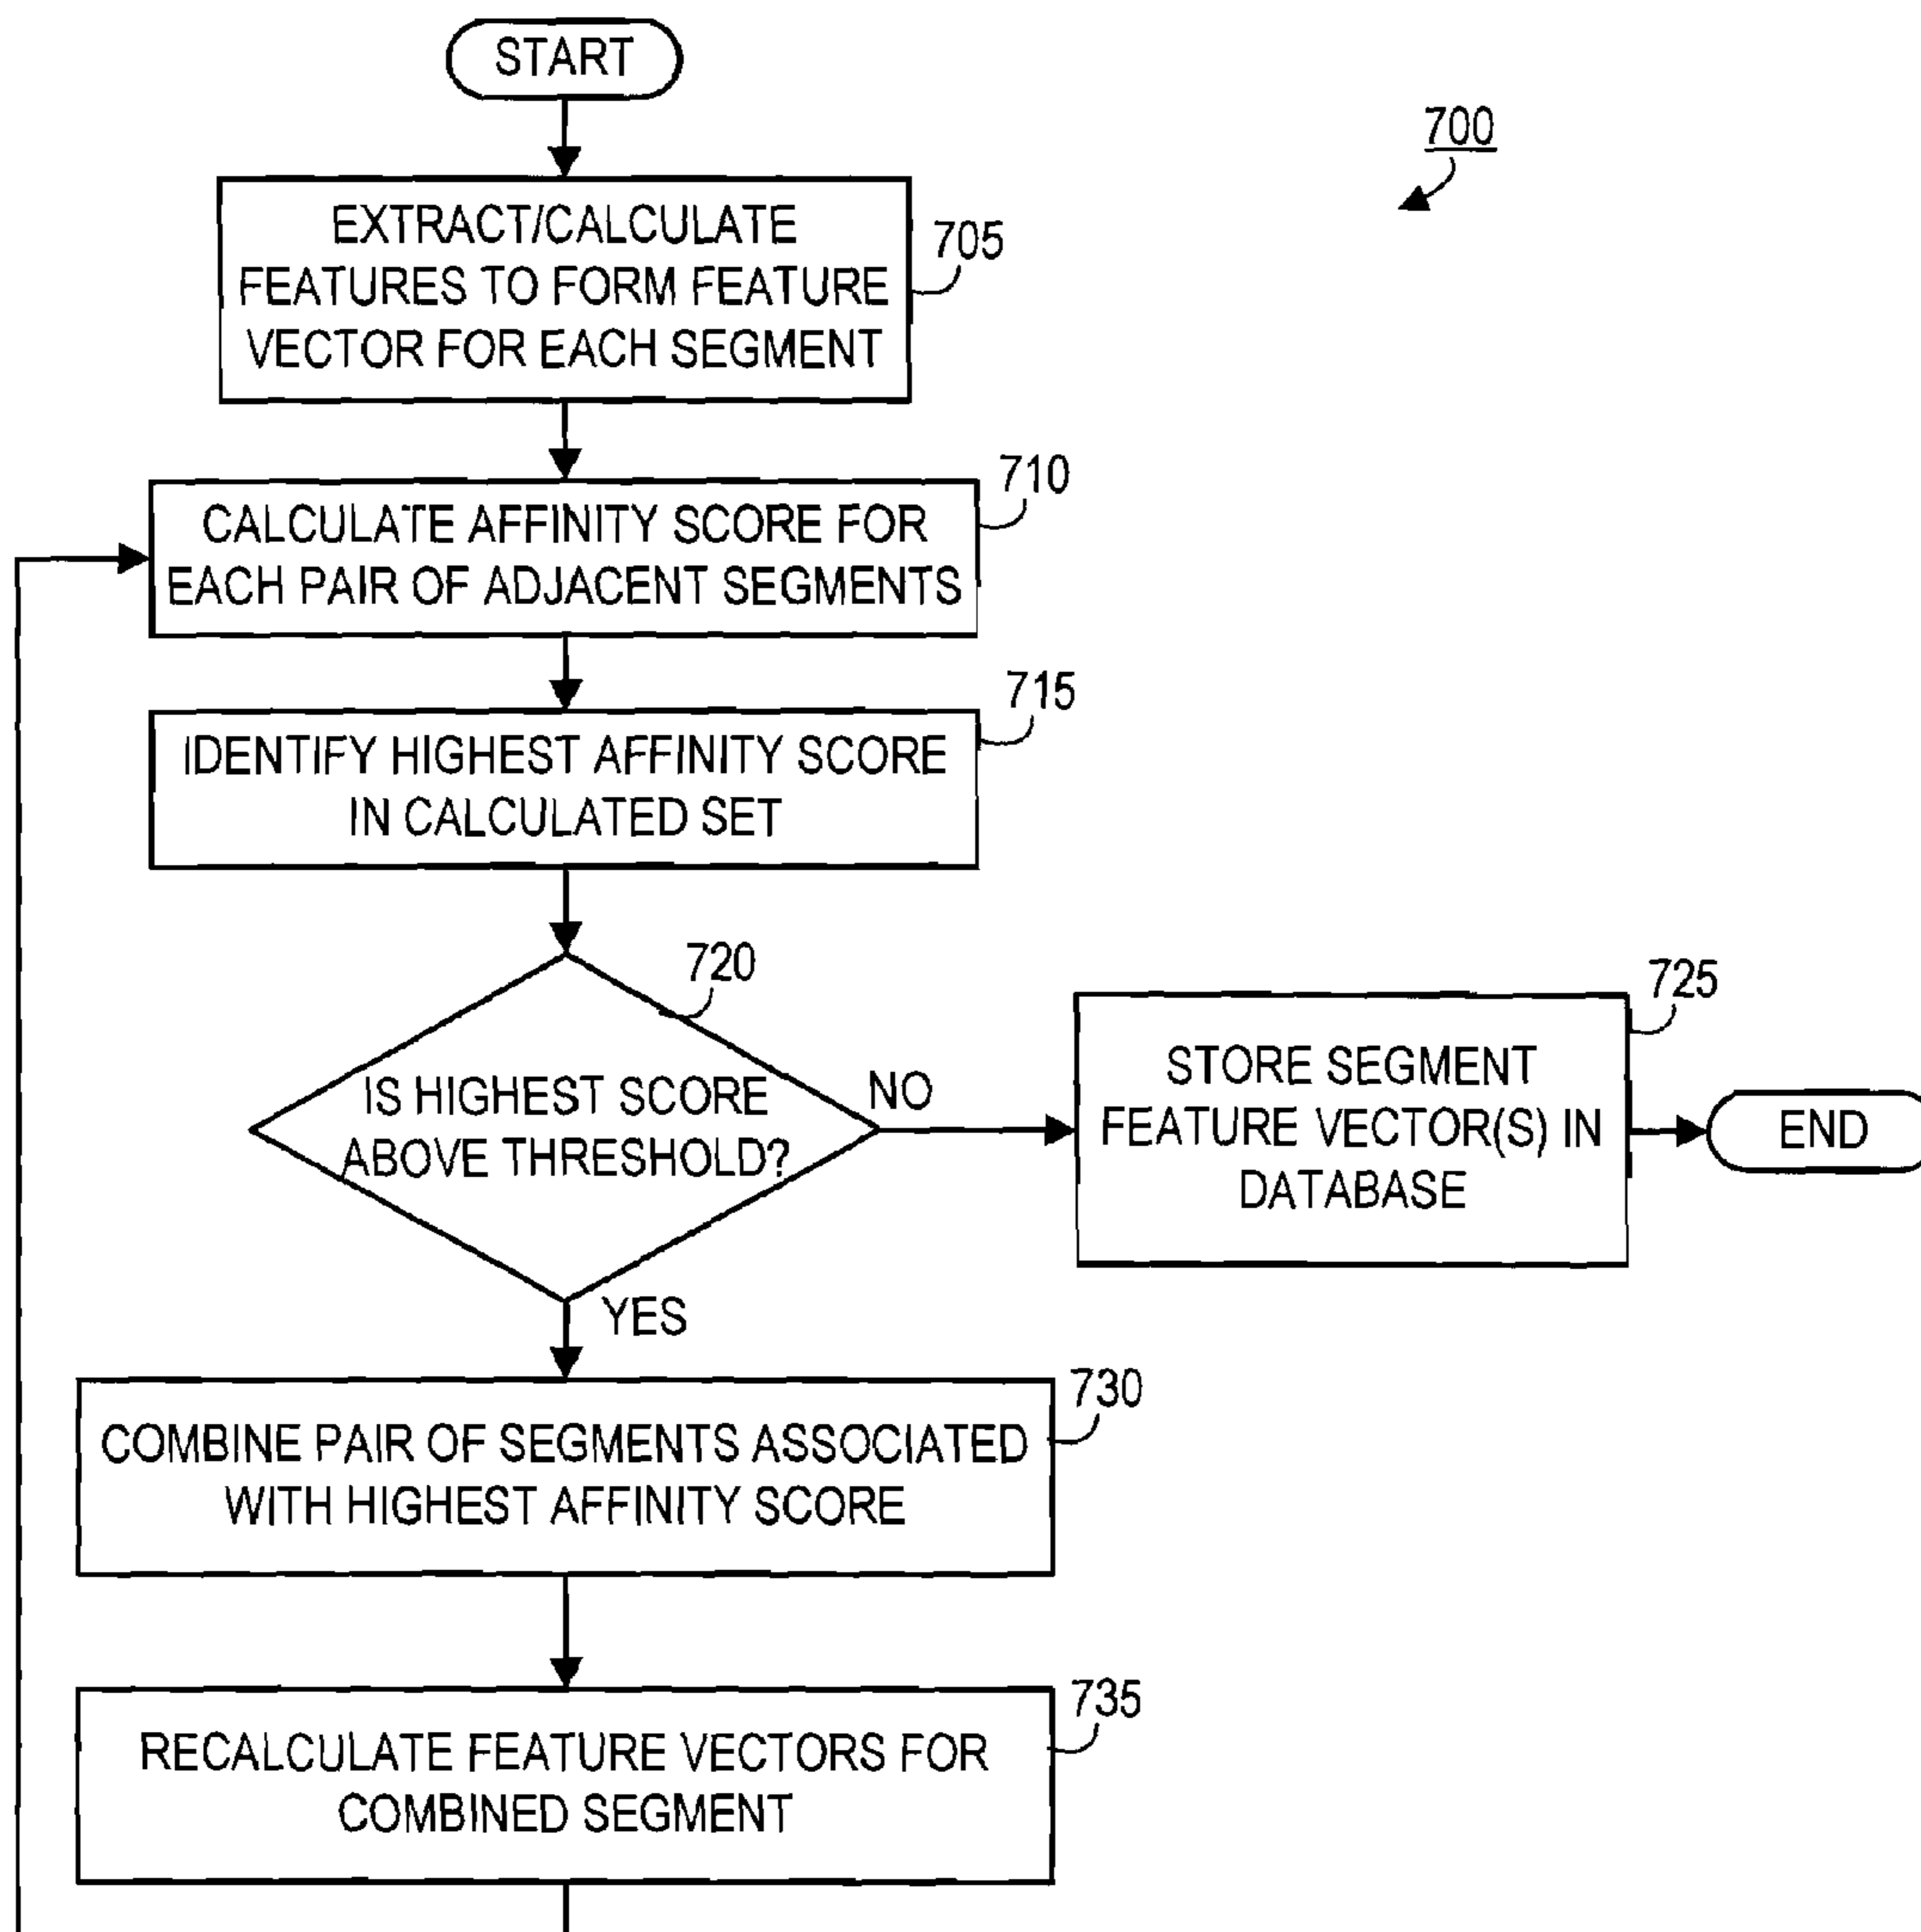 START
700
EXTRACT/CALCULATE
FEATURES TO FORM FEATURE
VECTOR FOR EACH SEGMENT
705
CALCULATE AFFINITY SCORE FOR
EACH PAIR OF ADJACENT SEGMENTS
710
IDENTIFY HIGHEST AFFINITY SCORE
IN CALCULATED SET
715
IS HIGHEST SCORE
ABOVE THRESHOLD?
720
NO
STORE SEGMENT
FEATURE VECTOR(S) IN
DATABASE
725
END
YES
COMBINE PAIR OF SEGMENTS ASSOCIATED
WITH HIGHEST AFFINITY SCORE
730
RECALCULATE FEATURE VECTORS FOR
COMBINED SEGMENT
735